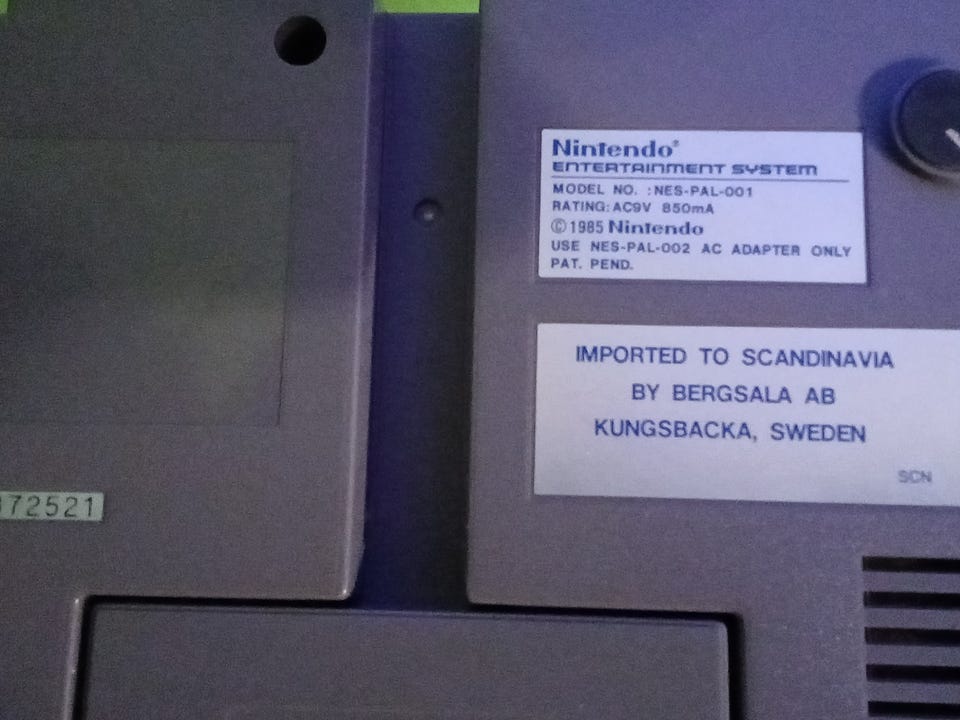 Nintendo®
ENTERTAINMENT SYSTEM
MODEL NO. :NES-PAL-001
RATING:AC9V 850mA
©1985 Nintendo
USE NES-PAL-002 AC ADAPTER ONLY
PAT. PEND.
IMPORTED TO SCANDINAVIA
BY BERGSALA AB
KUNGSBACKA, SWEDEN
SCN
72521